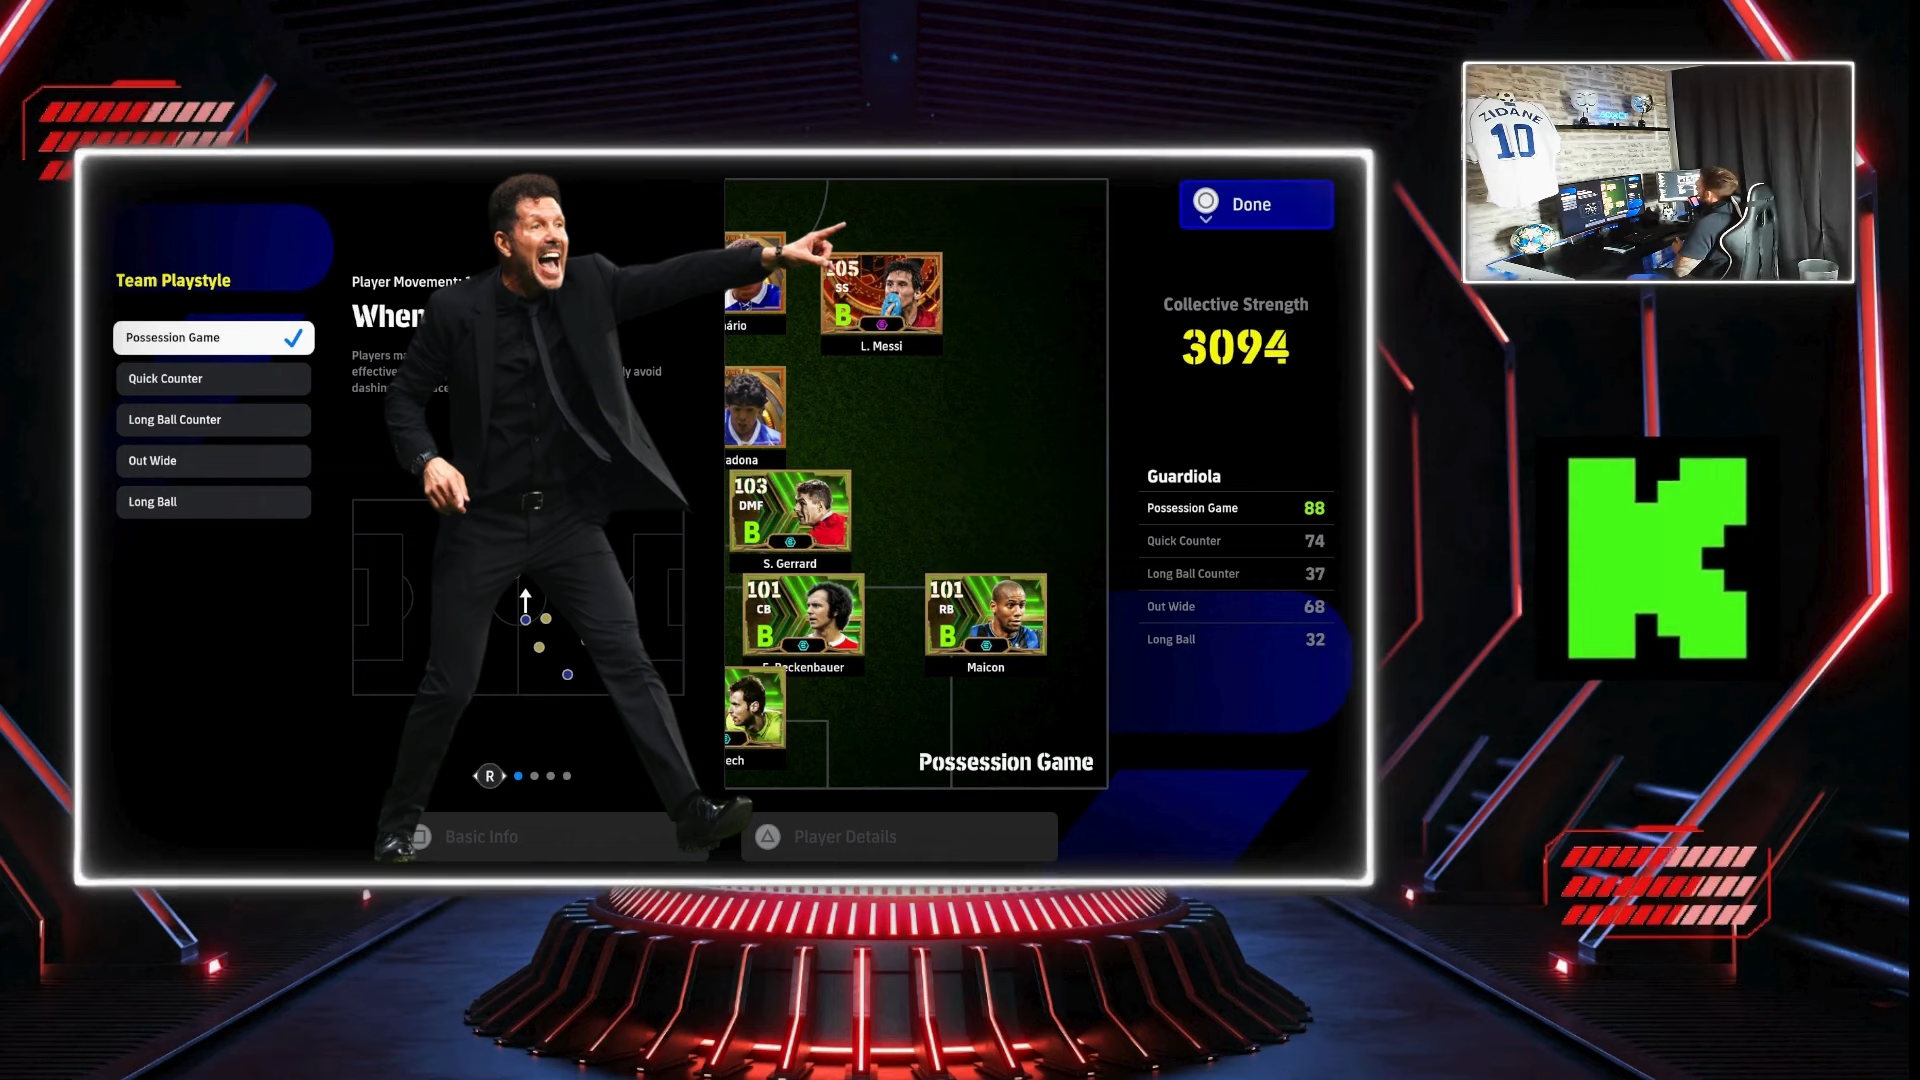 ZIDANE
10
Done
Team Playstyle
Possession Game
Quick Counter
Long Ball Counter
Out Wide
Long Ball
Player Movement:
When
Players
effective
dashin
ly avoid
ário
105
SS
B
L. Messi
adona
103
DMF
B
S. Gerrard
101
CB
B
F. Beckenbauer
101
RB
B
Maicon
ech
Possession Game
R
Basic Info
Player Details
Collective Strength
3094
Guardiola
Possession Game 88
Quick Counter 74
Long Ball Counter 37
Out Wide 68
Long Ball 32
K